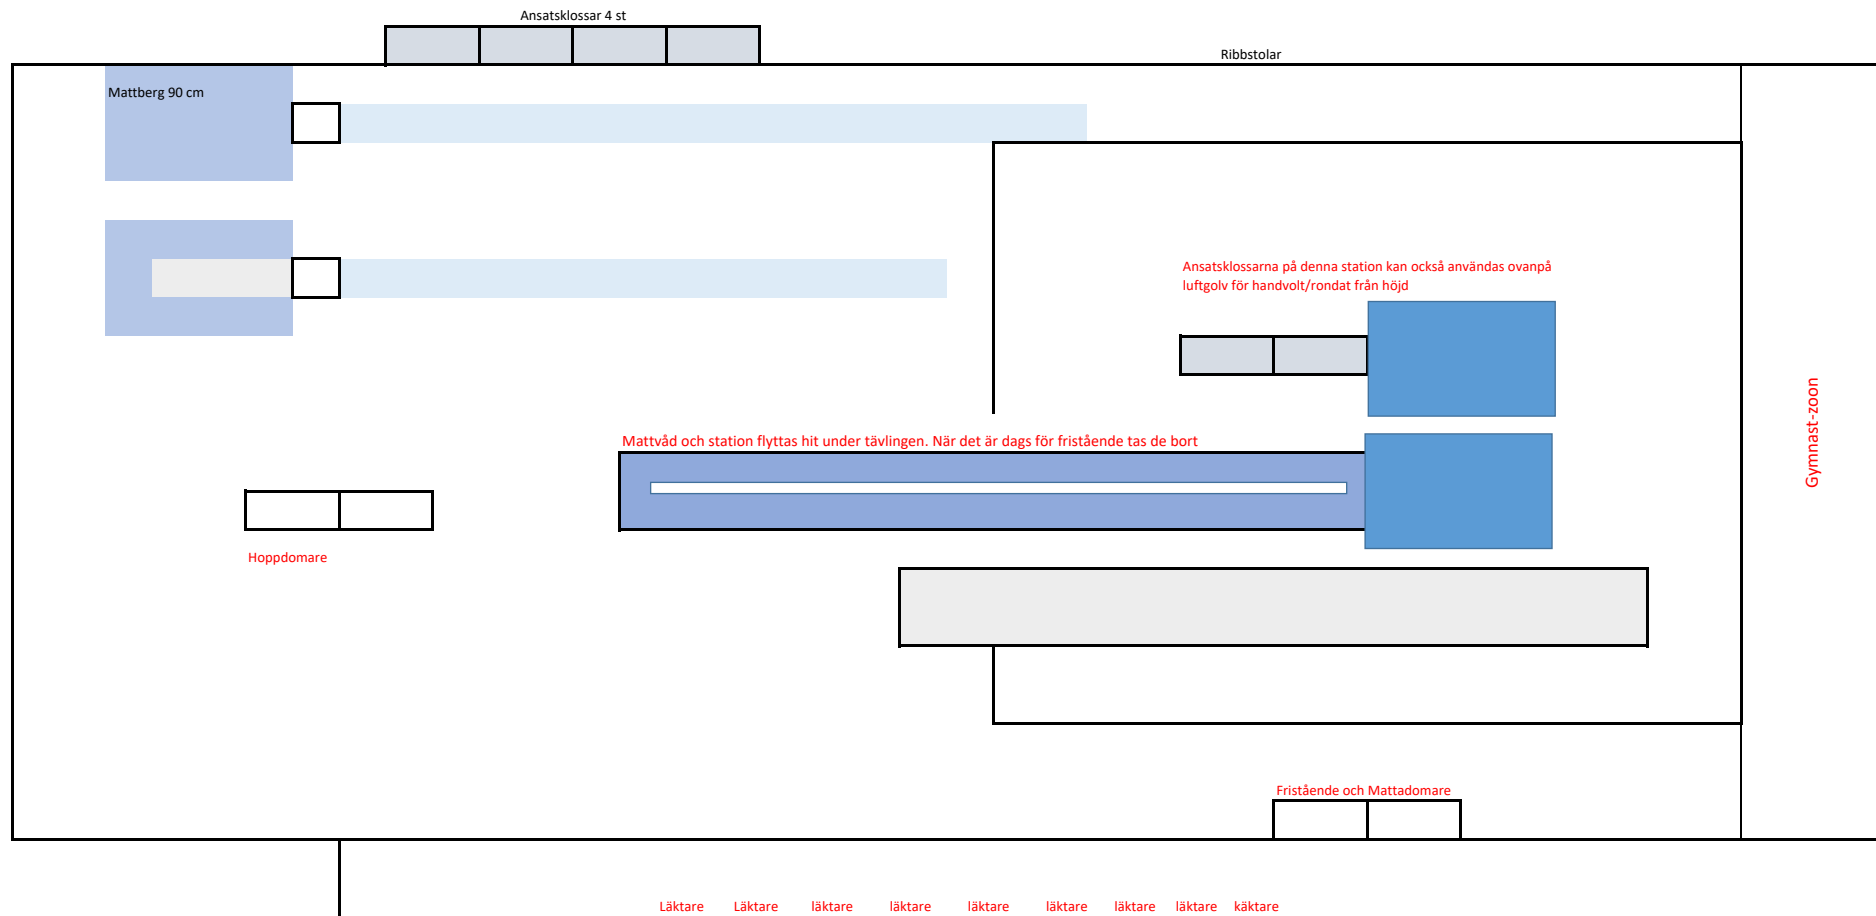 Ansatsklossar 4 st
Ribbstolar
Mattberg 90 cm
Ansatsklossarna på denna station kan också användas ovanpå
luftgolv för handvolt/rondat från höjd
Gymnast-zoon
Mattvåd och station flyttas hit under tävlingen. När det är dags för fristående tas de bort
Hoppdomare
Fristående och Mattadomare
Läktare Läktare läktare läktare läktare läktare läktare läktare käktare